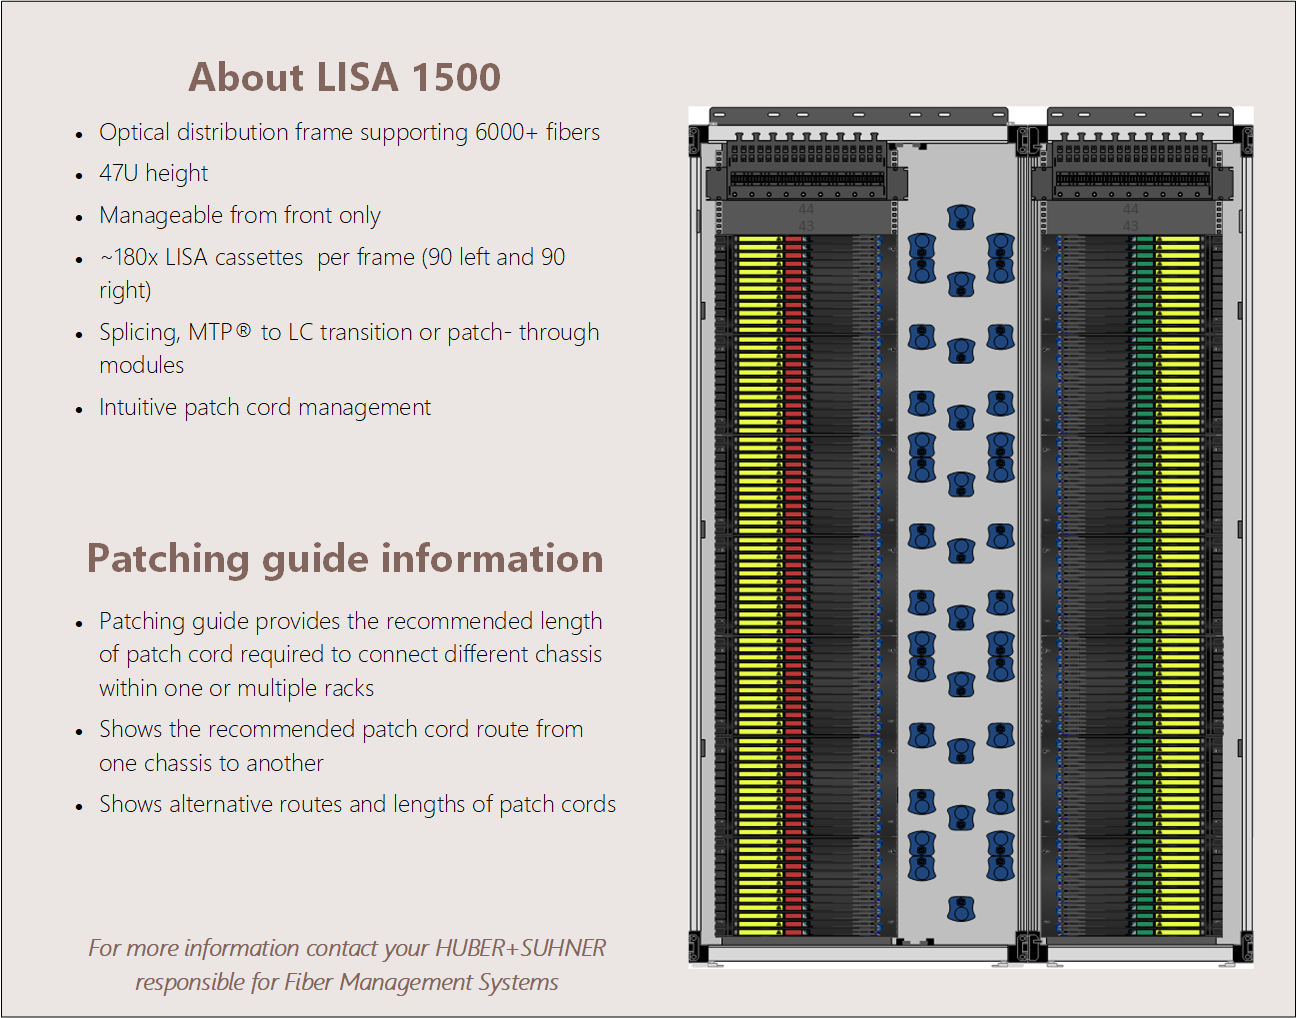 About LISA 1500
• Optical distribution frame supporting 6000+ fibers
• 47U height
• Manageable from front only
• ~180x LISA cassettes  per frame (90 left and 90
right)
• Splicing, MTP® to LC transition or patch- through
modules
• Intuitive patch cord management
Patching guide information
• Patching guide provides the recommended length
of patch cord required to connect different chassis
within one or multiple racks
• Shows the recommended patch cord route from
one chassis to another
• Shows alternative routes and lengths of patch cords
For more information contact your HUBER+SUHNER
responsible for Fiber Management Systems
44
43
44
43